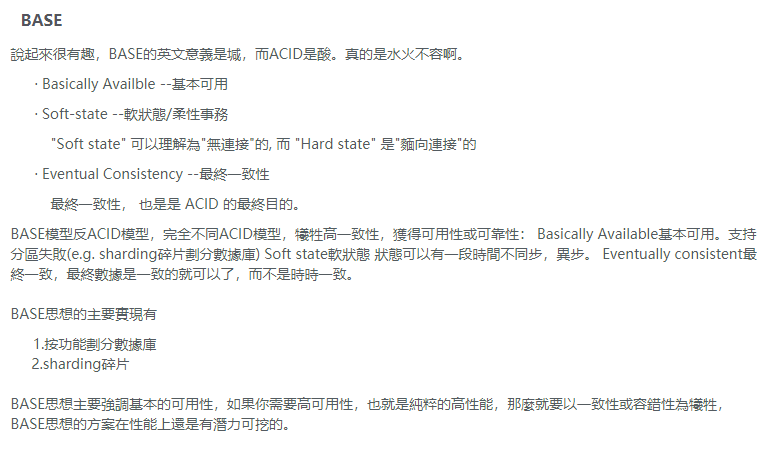 BASE
說起來很有趣，BASE的英文意義是堿，而ACID是酸。真的是水火不容啊。
· Basically Availble --基本可用
· Soft-state --軟狀態/柔性事務
"Soft state" 可以理解為"無連接"的, 而 "Hard state" 是"麵向連接"的
· Eventual Consistency --最終一致性
最終一致性， 也是是 ACID 的最終目的。
BASE模型反ACID模型，完全不同ACID模型，犧牲高一致性，獲得可用性或可靠性： Basically Available基本可用。支持
分區失敗(e.g. sharding碎片劃分數據庫) Soft state軟狀態 狀態可以有一段時間不同步，異步。 Eventually consistent最
終一致，最終數據是一致的就可以了，而不是時時一致。
BASE思想的主要實現有
1.按功能劃分數據庫
2.sharding碎片
BASE思想主要強調基本的可用性，如果你需要高可用性，也就是純粹的高性能，那麼就要以一致性或容錯性為犧牲，
BASE思想的方案在性能上還是有潛力可挖的。